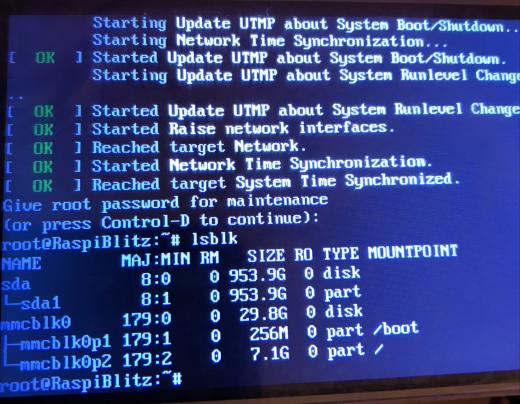 Starting Update UTMP about System Boot/Shutdown...
Starting Network Time Synchronization...
[ OK ] Started Update UTMP about System Boot/Shutdown.
Starting Update UTMP about System Runlevel Change
..
[ OK ] Started Update UTMP about System Runlevel Change
[ OK ] Started Raise network interfaces.
[ OK ] Reached target Network.
[ OK ] Started Network Time Synchronization.
[ OK ] Reached target System Time Synchronized.
Give root password for maintenance
(or press Control-D to continue):
root@RaspiBlitz:~# lsblk
NAME MAJ:MIN RM SIZE RO TYPE MOUNTPOINT
sda 8:0 0 953.9G 0 disk
└─sda1 8:1 0 953.9G 0 part
mmcblk0 179:0 0 29.8G 0 disk
├─mmcblk0p1 179:1 0 256M 0 part /boot
└─mmcblk0p2 179:2 0 7.1G 0 part /
root@RaspiBlitz:~#